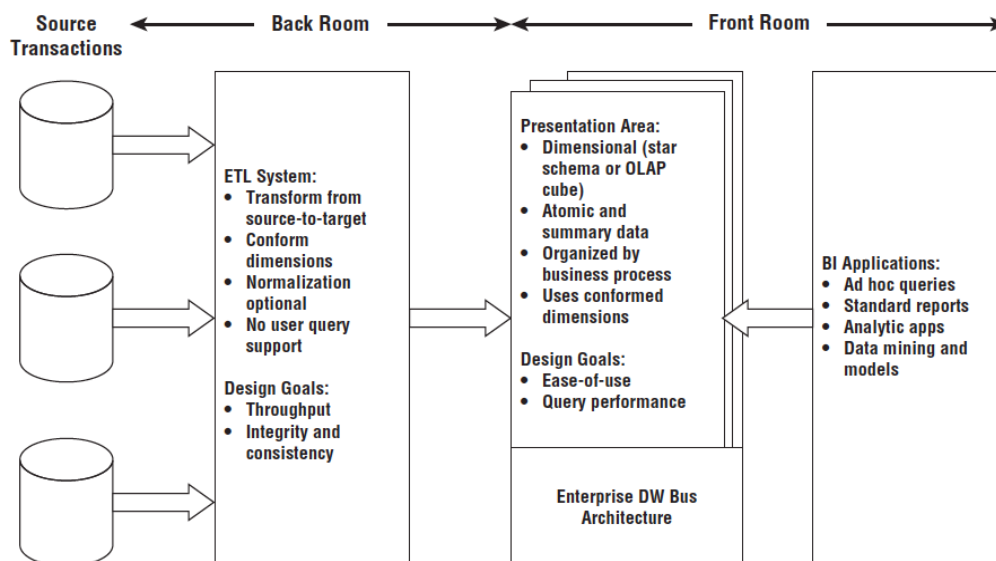 Source
Transactions
Back Room
Front Room
ETL System:
• Transform from
source-to-target
• Conform
dimensions
• Normalization
optional
• No user query
support
Design Goals:
• Throughput
• Integrity and
consistency
Presentation Area:
• Dimensional (star
schema or OLAP
cube)
• Atomic and
summary data
• Organized by
business process
• Uses conformed
dimensions
Design Goals:
• Ease-of-use
• Query performance
Enterprise DW Bus
Architecture
BI Applications:
• Ad hoc queries
• Standard reports
• Analytic apps
• Data mining and
models